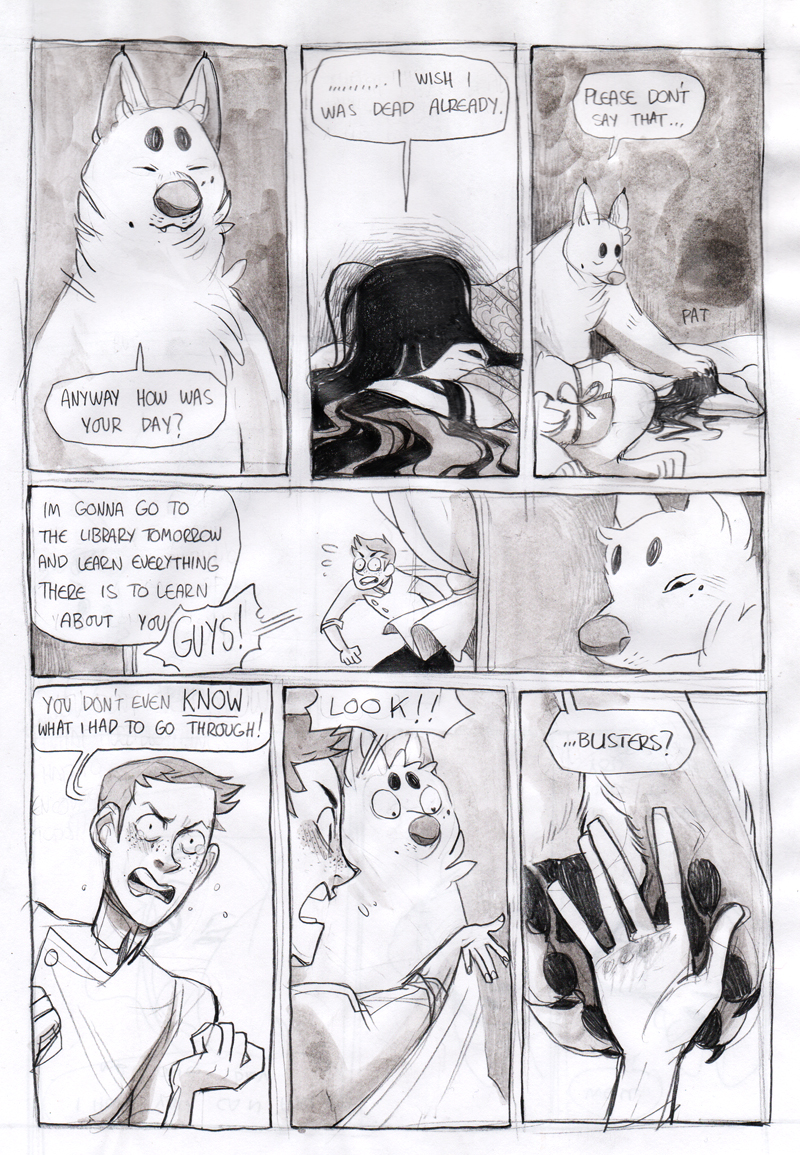 ANYWAY HOW WAS
YOUR DAY?
.......... I WISH I
WAS DEAD ALREADY.
PLEASE DON'T
SAY THAT...
PAT
IM GONNA GO TO
THE LIBRARY TOMORROW
AND LEARN EVERYTHING
THERE IS TO LEARN
ABOUT YOU
GUYS!
YOU DON'T EVEN KNOW
WHAT I HAD TO GO THROUGH!
LOOK!!
...BLISTERS?